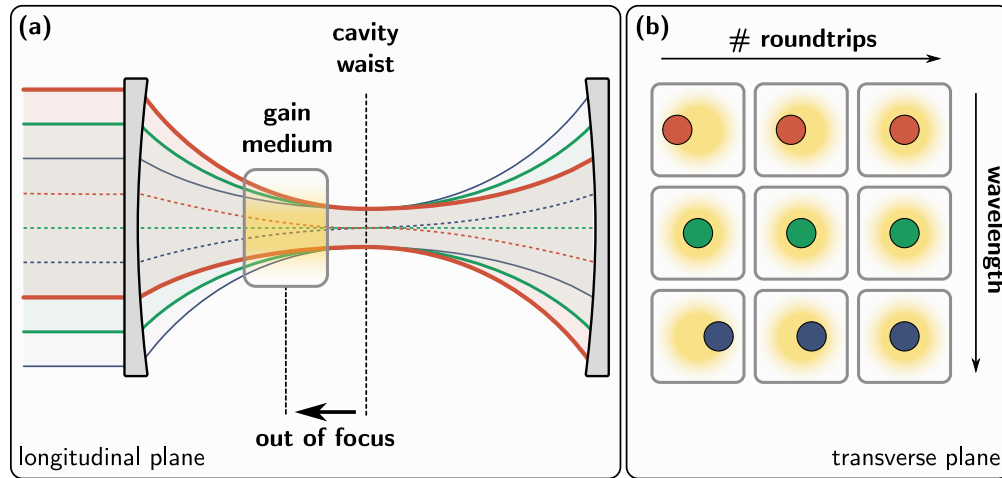 (a)
cavity
waist
gain
medium
out of focus
longitudinal plane
(b)
# roundtrips
wavelength
transverse plane